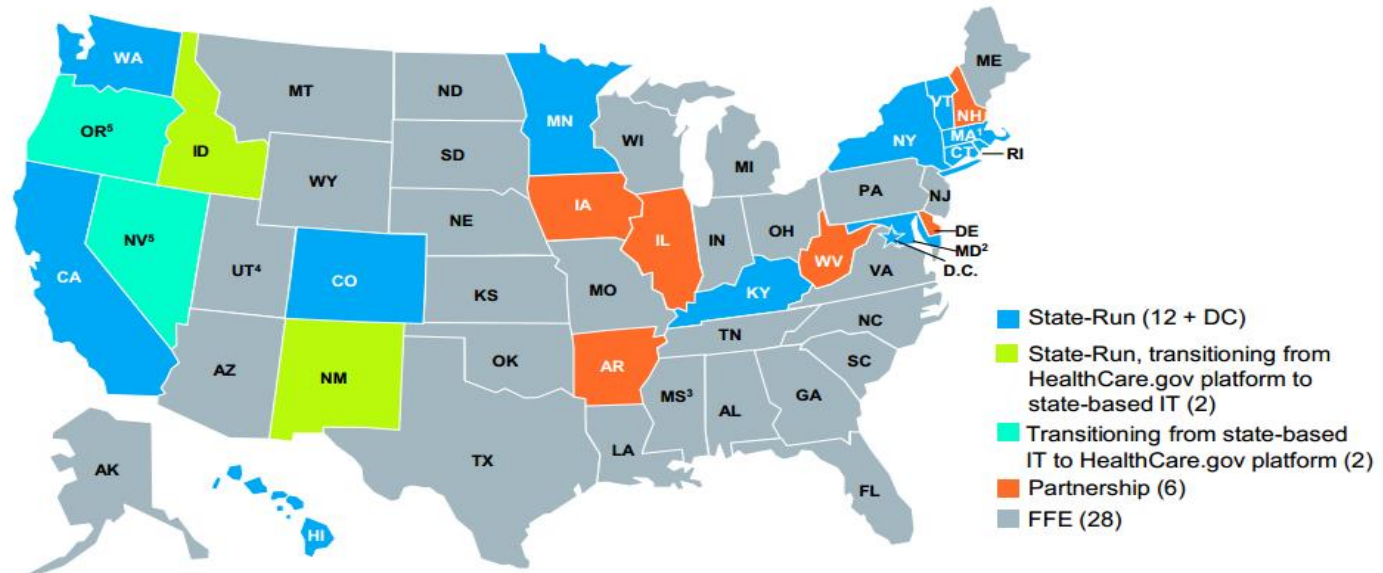 WA
MT
ND
MN
ME
OR⁵
ID
SD
WI
MI
VT
NH
NY
MA¹
CT
RI
WY
IA
NE
PA
NJ
NV⁵
UT⁴
CO
IL
IN
OH
DE
MD²
D.C.
CA
KS
MO
WV
VA
KY
AZ
NM
OK
AR
TN
NC
SC
MS³
AL
GA
TX
LA
FL
AK
HI
State-Run (12 + DC)
State-Run, transitioning from
HealthCare.gov platform to
state-based IT (2)
Transitioning from state-based
IT to HealthCare.gov platform (2)
Partnership (6)
FFE (28)